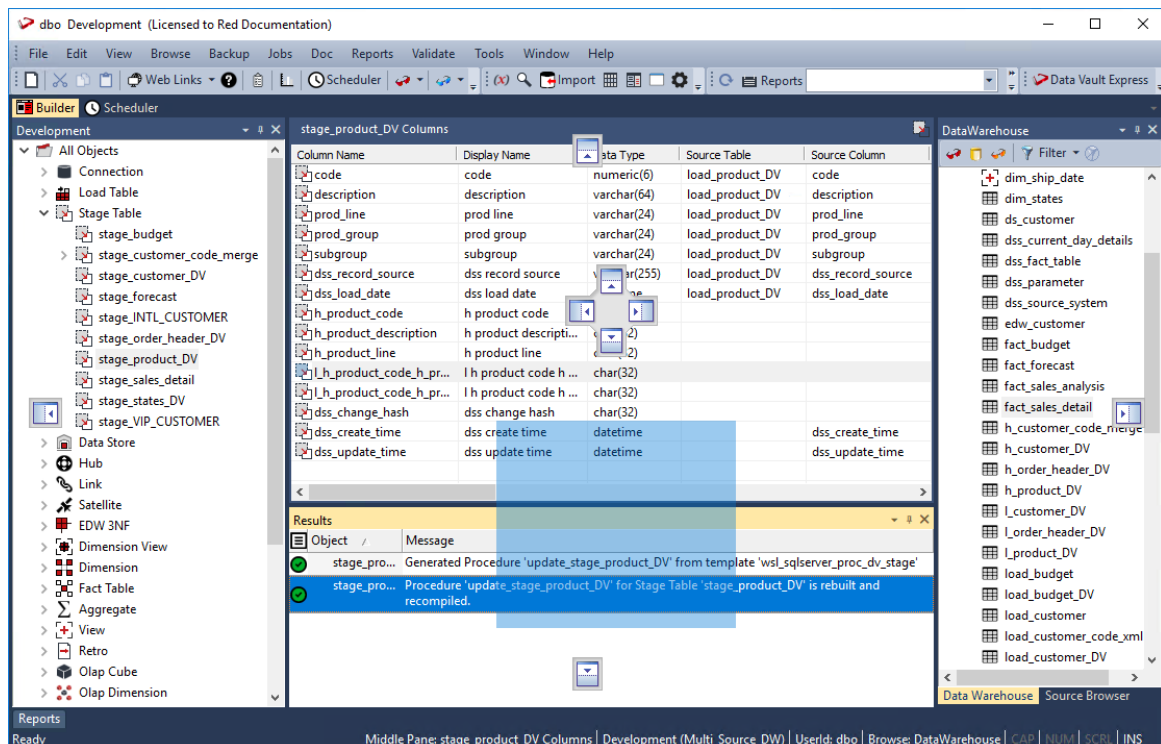 dbo Development (Licensed to Red Documentation)
File Edit View Browse Backup Jobs Doc Reports Validate Tools Window Help
Web Links Scheduler (x) Import Reports Data Vault Express
Builder Scheduler
Development
All Objects
Connection
Load Table
Stage Table
stage_budget
stage_customer_code_merge
stage_customer_DV
stage_forecast
stage_INTL_CUSTOMER
stage_order_header_DV
stage_product_DV
stage_sales_detail
stage_states_DV
stage_VIP_CUSTOMER
Data Store
Hub
Link
Satellite
EDW 3NF
Dimension View
Dimension
Fact Table
Aggregate
View
Retro
Olap Cube
Olap Dimension
stage_product_DV Columns
Column Name Display Name ata Type Source Table Source Column
code code numeric(6) load_product_DV code
description description varchar(64) load_product_DV description
prod_line prod line varchar(24) load_product_DV prod_line
prod_group prod group varchar(24) load_product_DV prod_group
subgroup subgroup varchar(24) load_product_DV subgroup
dss_record_source dss record source ar(255) load_product_DV dss_record_source
dss_load_date dss load date load_product_DV dss_load_date
h_product_code h product code
h_product_description h product descripti...
h_product_line h product line
l_h_product_code_h_pr... l h product code h ... char(32)
l_h_product_code_h_pr... l h product code h ... char(32)
dss_change_hash dss change hash char(32)
dss_create_time dss create time datetime dss_create_time
dss_update_time dss update time datetime dss_update_time
Results
Object Message
stage_pro... Generated Procedure 'update_stage_product_DV' from template 'wsl_sqlserver_proc_dv_stage'
stage_pro... Procedure 'update_stage_product_DV' for Stage Table 'stage_product_DV' is rebuilt and
recompiled.
DataWarehouse
Filter
dim_ship_date
dim_states
ds_customer
dss_current_day_details
dss_fact_table
dss_parameter
dss_source_system
edw_customer
fact_budget
fact_forecast
fact_sales_analysis
fact_sales_detail
h_customer_code_merge
h_customer_DV
h_order_header_DV
h_product_DV
l_customer_DV
l_order_header_DV
l_product_DV
load_budget
load_budget_DV
load_customer
load_customer_code_xml
load_customer_DV
Data Warehouse Source Browser
Reports
Ready Middle Pane: stage_product_DV Columns Development (Multi_Source_DW) UserId: dbo Browse: DataWarehouse CAP NUM SCRL INS